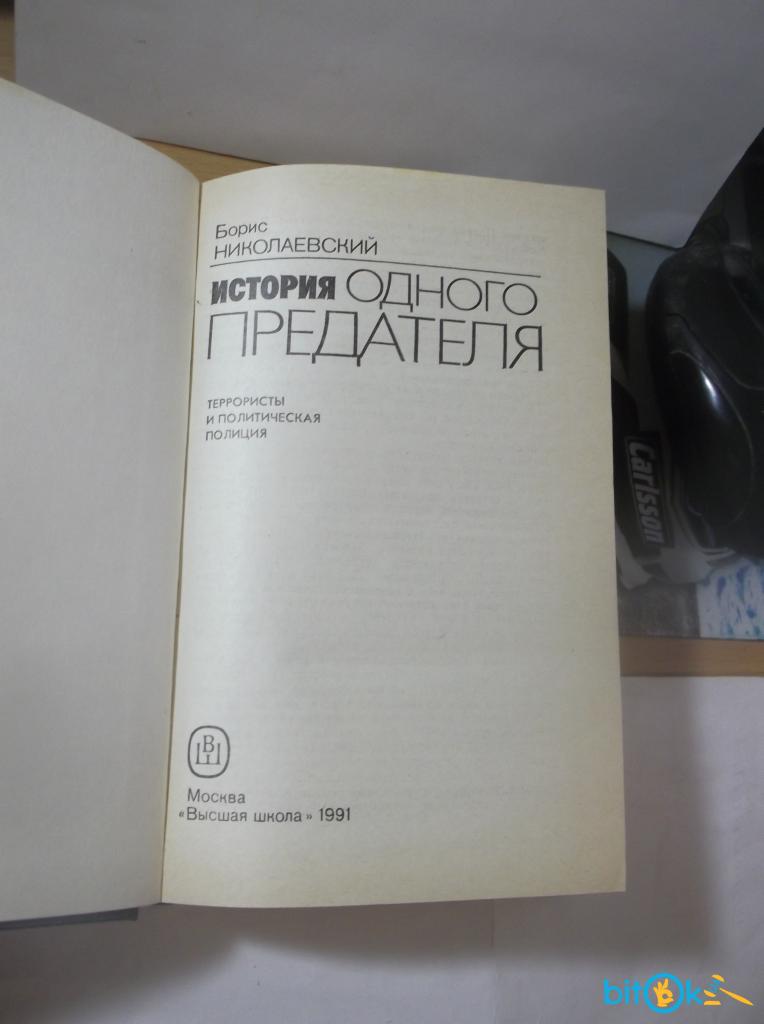 Борис
НИКОЛАЕВСКИЙ
ИСТОРИЯ ОДНОГО
ПРЕДАТЕЛЯ
ТЕРРОРИСТЫ
И ПОЛИТИЧЕСКАЯ
ПОЛИЦИЯ
Carlsson
ВШ
Москва
«Высшая школа» 1991
bitok